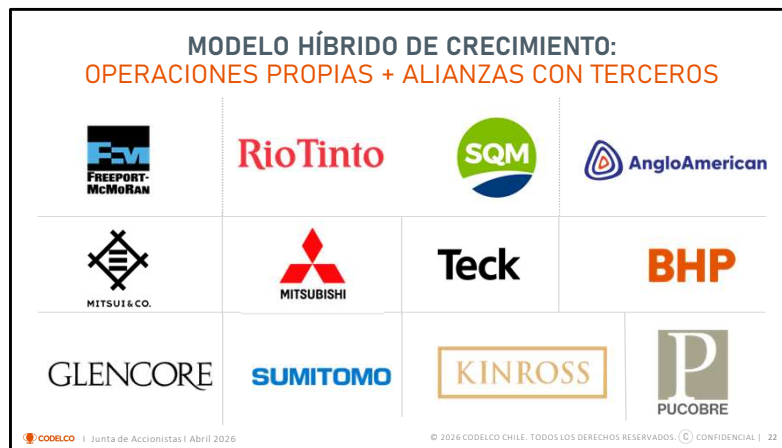 MODELO HÍBRIDO DE CRECIMIENTO:
OPERACIONES PROPIAS + ALIANZAS CON TERCEROS
FREEPORT-
McMoRAN
RioTinto
SQM
AngloAmerican
MITSUI & CO.
MITSUBISHI
Teck
BHP
GLENCORE
SUMITOMO
KINROSS
P
PUCOBRE
CODELCO I Junta de Accionistas I Abril 2026
© 2026 CODELCO CHILE. TODOS LOS DERECHOS RESERVADOS. C CONFIDENCIAL | 22